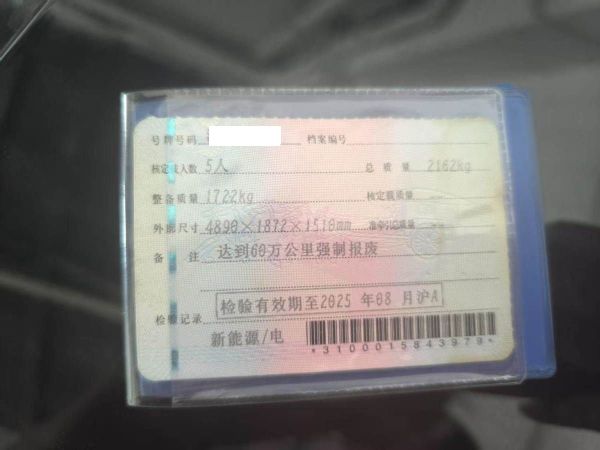 号牌号码 档案编号
核定载人数 5人 总质量 2162kg
整备质量 1722kg 核定载质量 --
外廓尺寸 4890×1872×1510mm 准牵引总质量 --
备注 达到60万公里强制报废
检验有效期至2025年08月沪A
检验记录
新能源/电
*3100015843979*